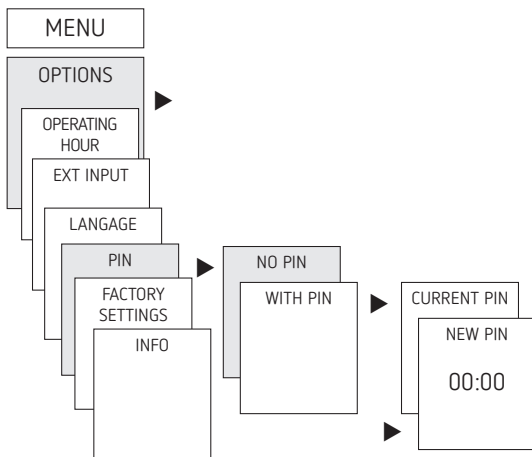 MENU
OPTIONS
OPERATING
HOUR
EXT INPUT
LANGAGE
PIN
FACTORY
SETTINGS
INFO
NO PIN
WITH PIN
CURRENT PIN
NEW PIN
00:00